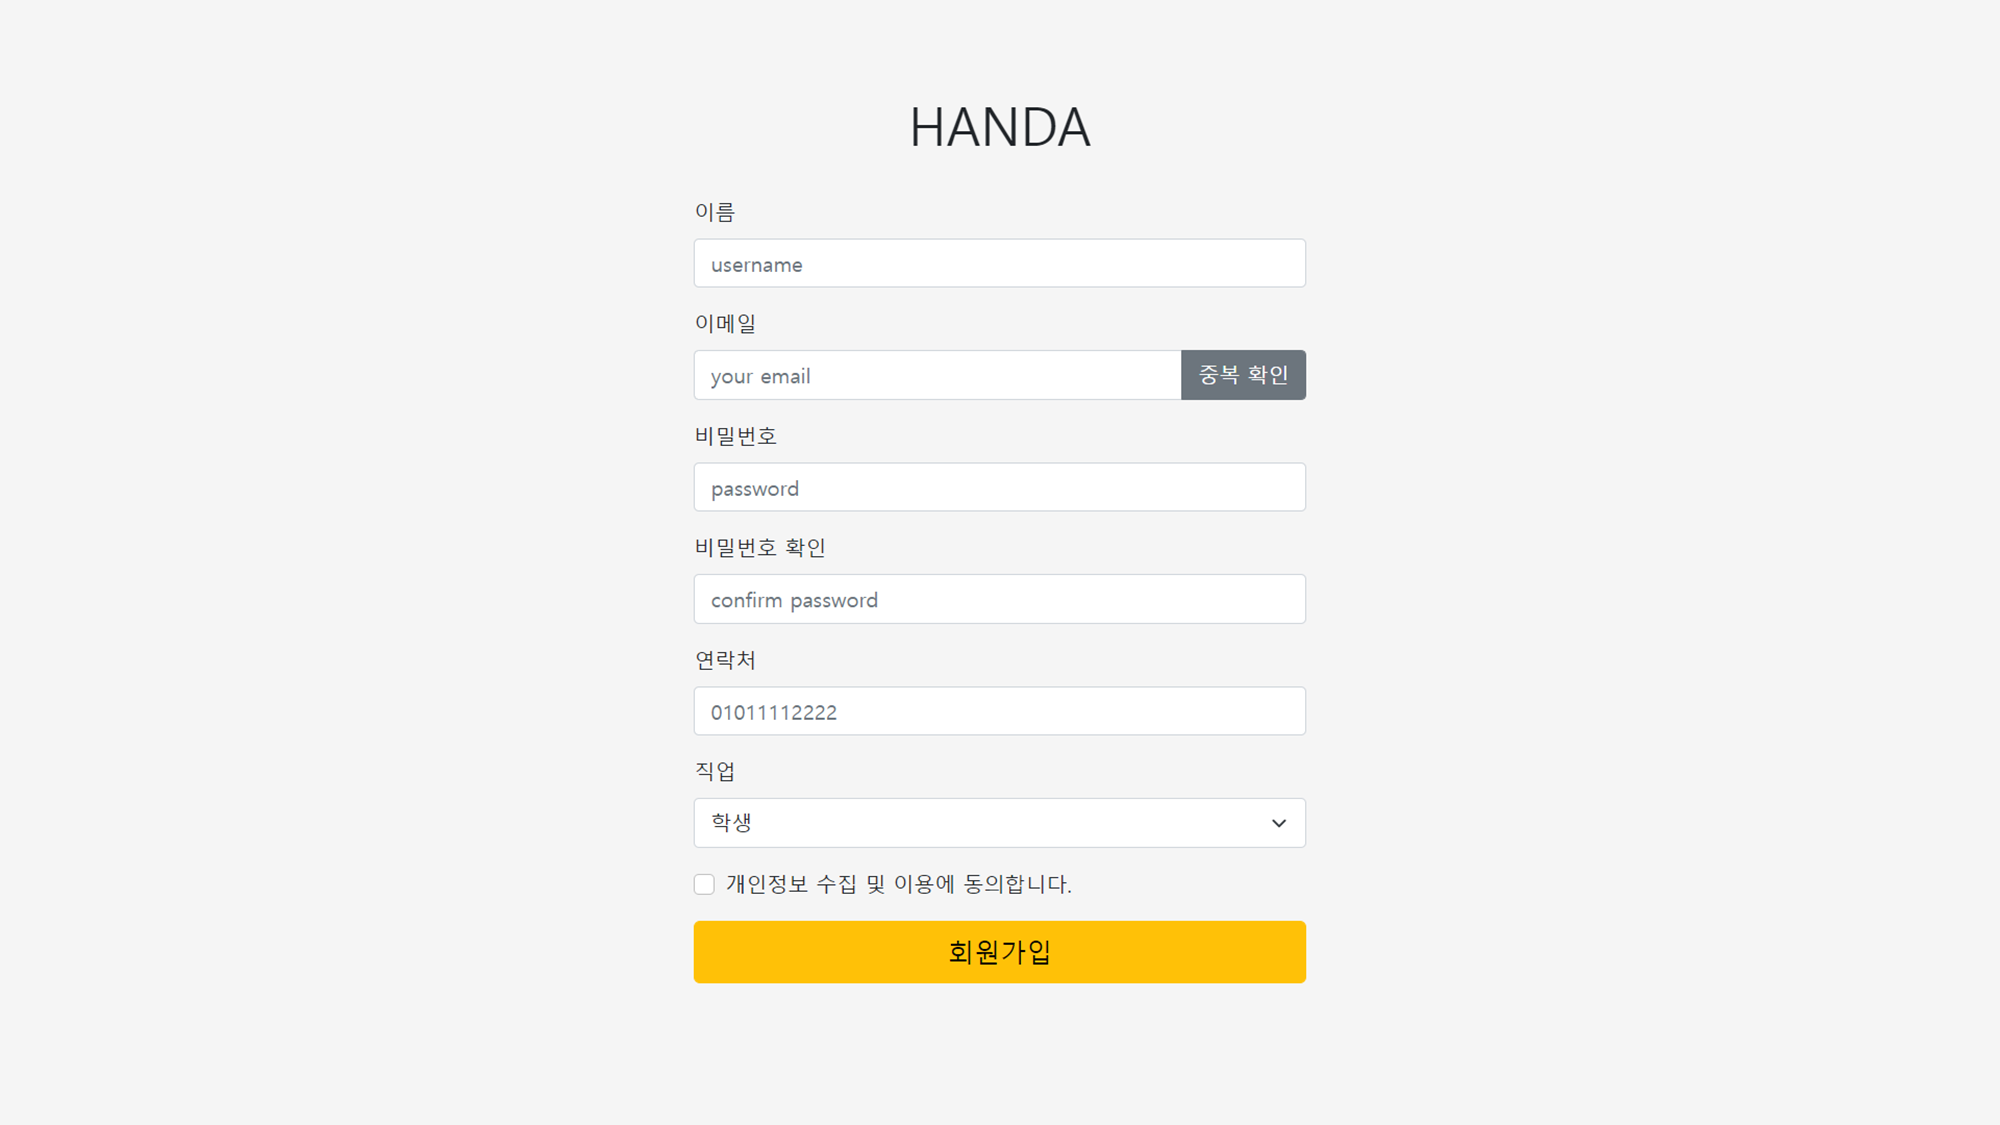 HANDA
이름
username
이메일
your email
중복 확인
비밀번호
password
비밀번호 확인
confirm password
연락처
01011112222
직업
학생
개인정보 수집 및 이용에 동의합니다.
회원가입